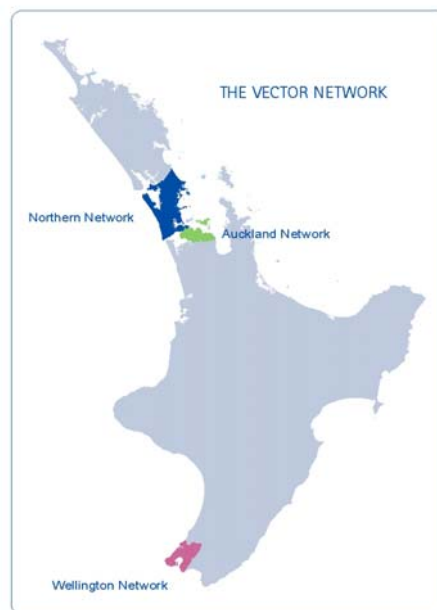 THE VECTOR NETWORK
Northern Network
Auckland Network
Wellington Network